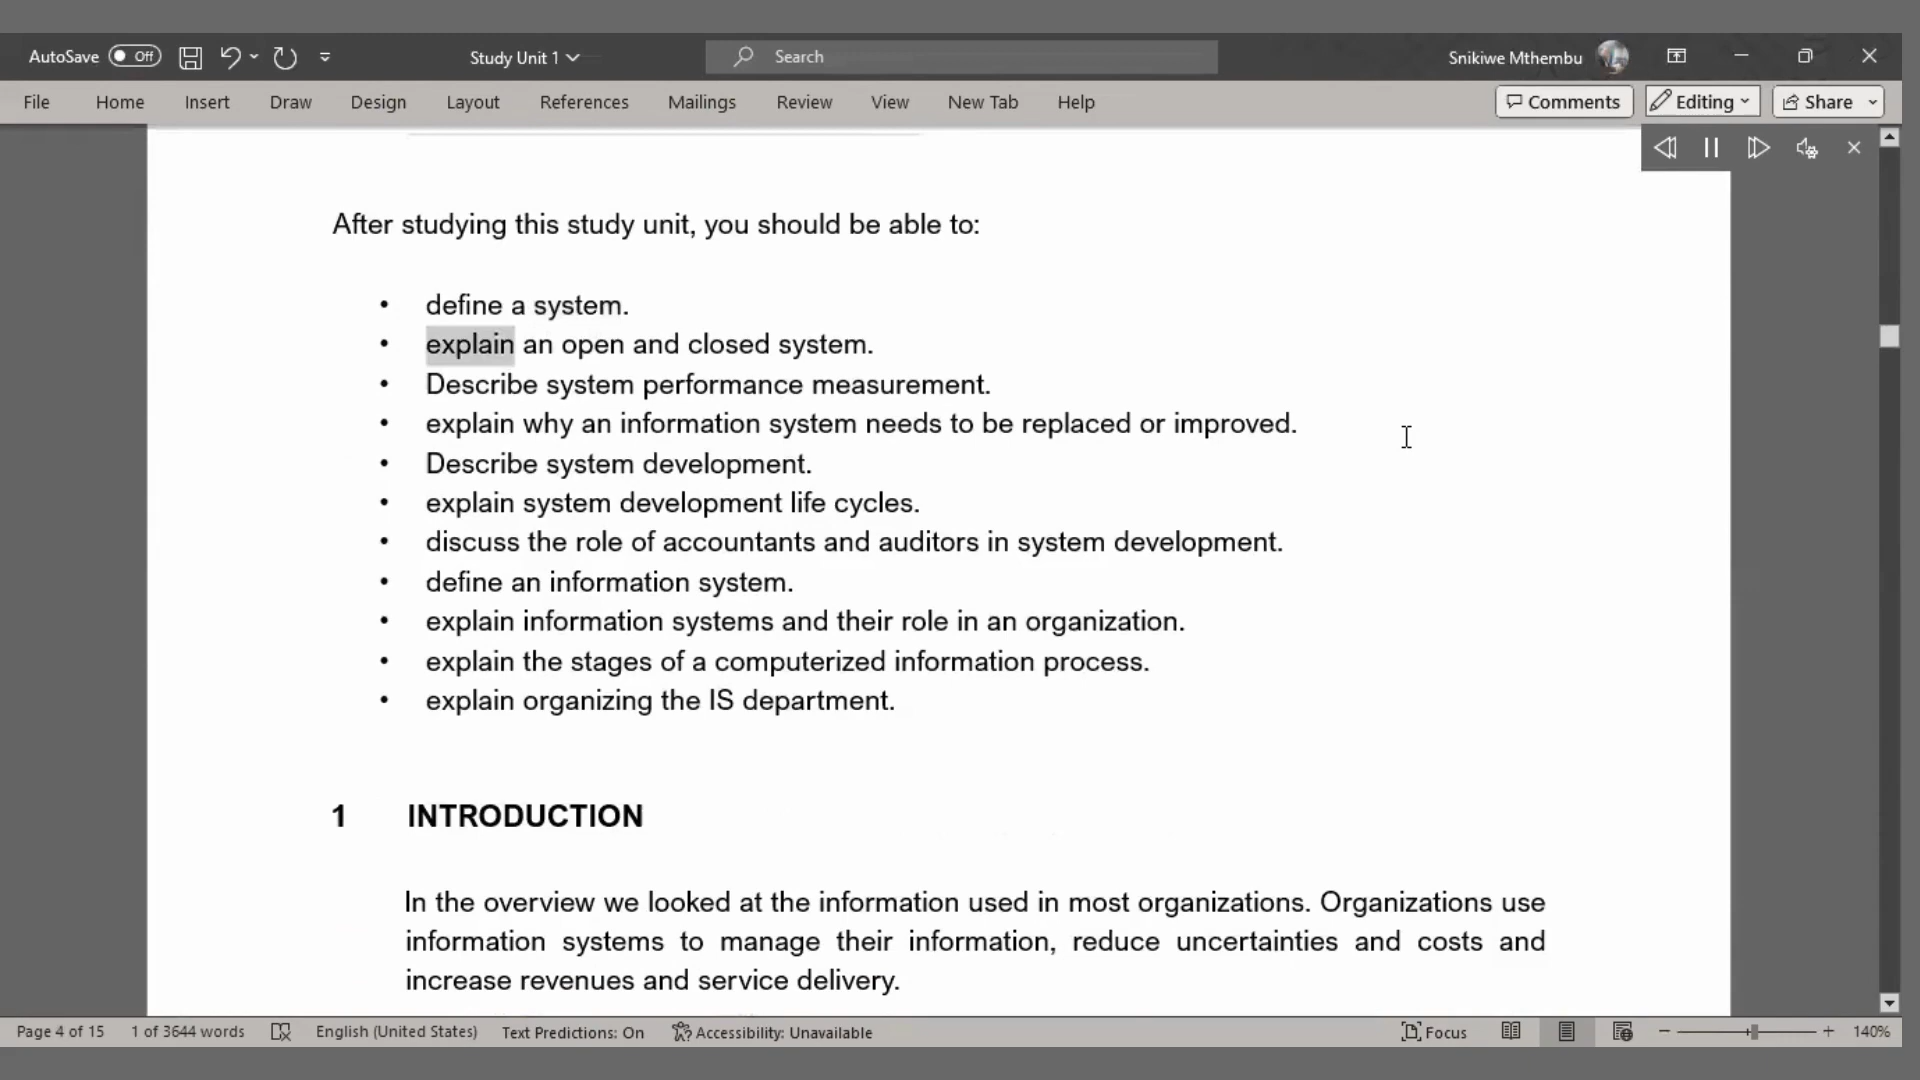 AutoSave Off Study Unit 1 Search Snikiwe Mthembu
File Home Insert Draw Design Layout References Mailings Review View New Tab Help Comments Editing Share
After studying this study unit, you should be able to:
• define a system.
• explain an open and closed system.
• Describe system performance measurement.
• explain why an information system needs to be replaced or improved.
• Describe system development.
• explain system development life cycles.
• discuss the role of accountants and auditors in system development.
• define an information system.
• explain information systems and their role in an organization.
• explain the stages of a computerized information process.
• explain organizing the IS department.
1 INTRODUCTION
In the overview we looked at the information used in most organizations. Organizations use
information systems to manage their information, reduce uncertainties and costs and
increase revenues and service delivery.
Page 4 of 15 1 of 3644 words English (United States) Text Predictions: On Accessibility: Unavailable Focus 140%